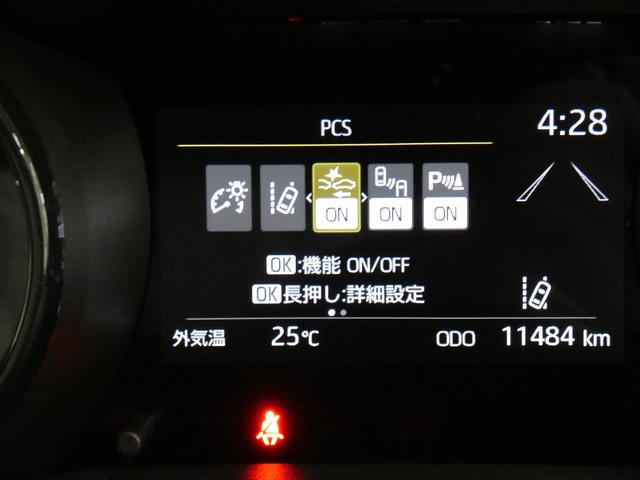 PCS
4:28
ON ON P ON
OK:機能 ON/OFF
OK長押し:詳細設定
外気温 25℃ ODO 11484 km